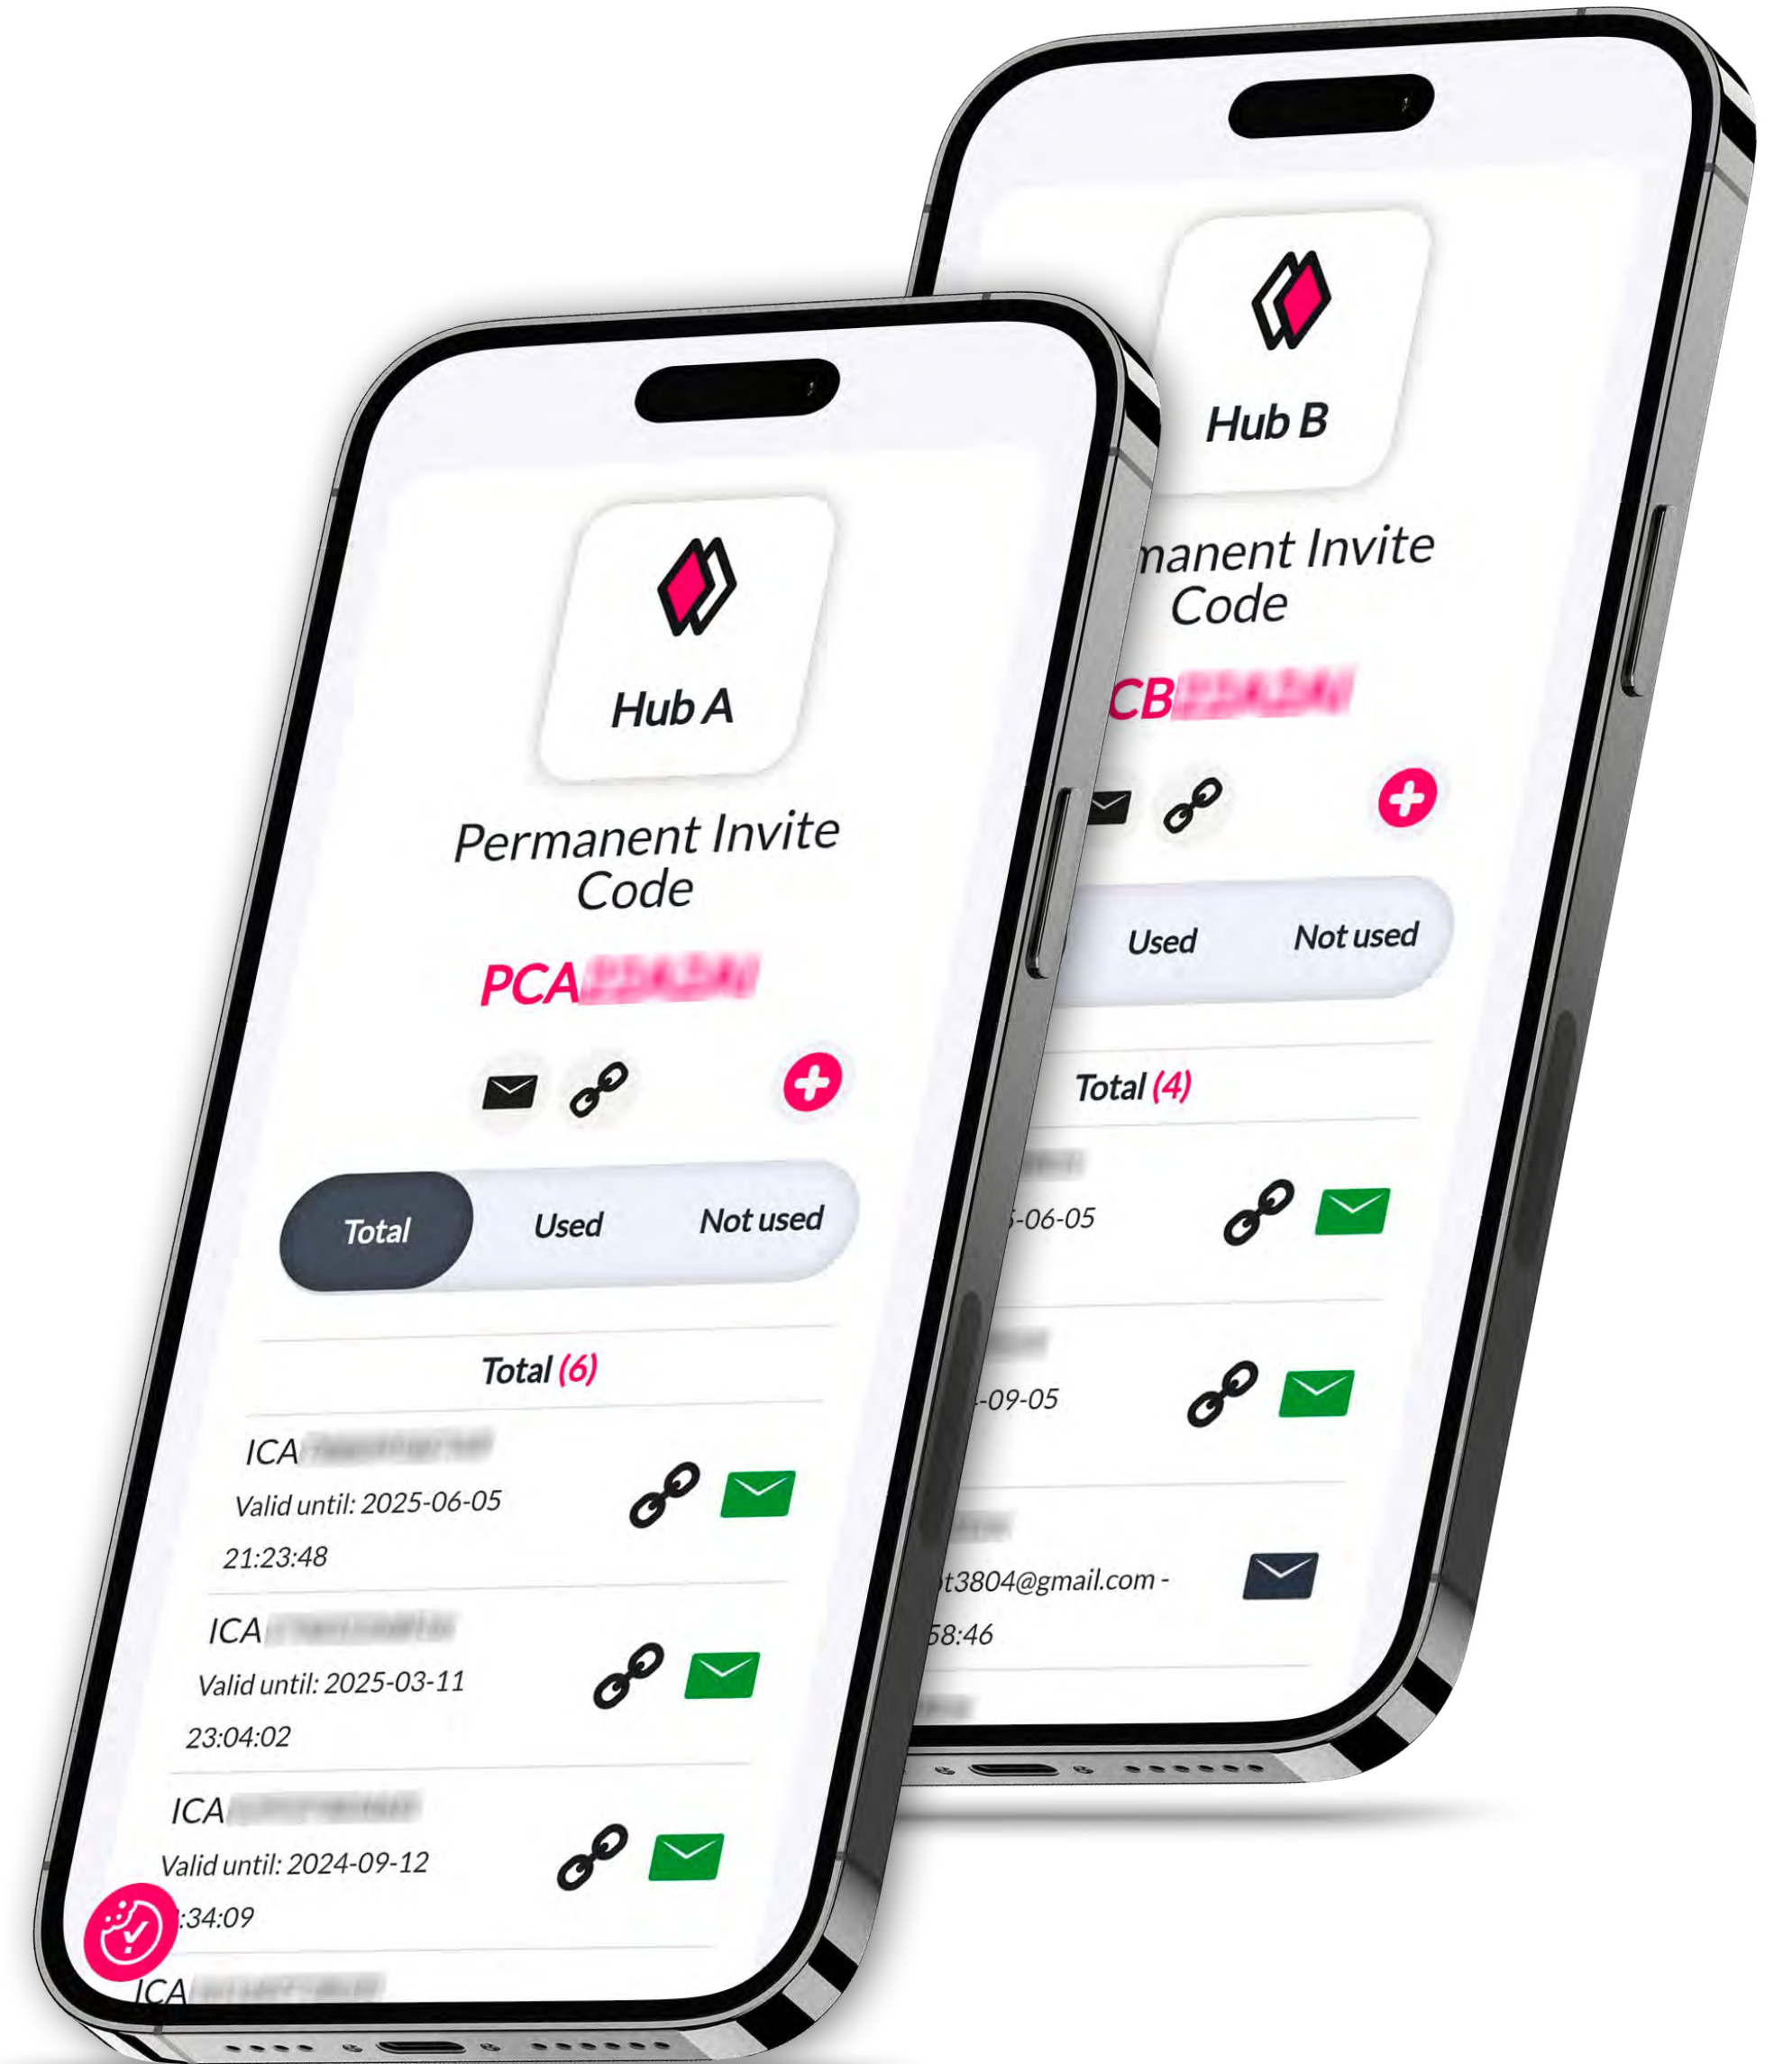 Hub A
Permanent Invite
Code
PCA
Total
Used
Not used
Total (6)
ICA
Valid until: 2025-06-05
21:23:48
ICA
Valid until: 2025-03-11
23:04:02
ICA
Valid until: 2024-09-12
:34:09
ICA
Hub B
manent Invite
Code
CB
Used
Not used
Total (4)
-06-05
-09-05
t3804@gmail.com -
58:46